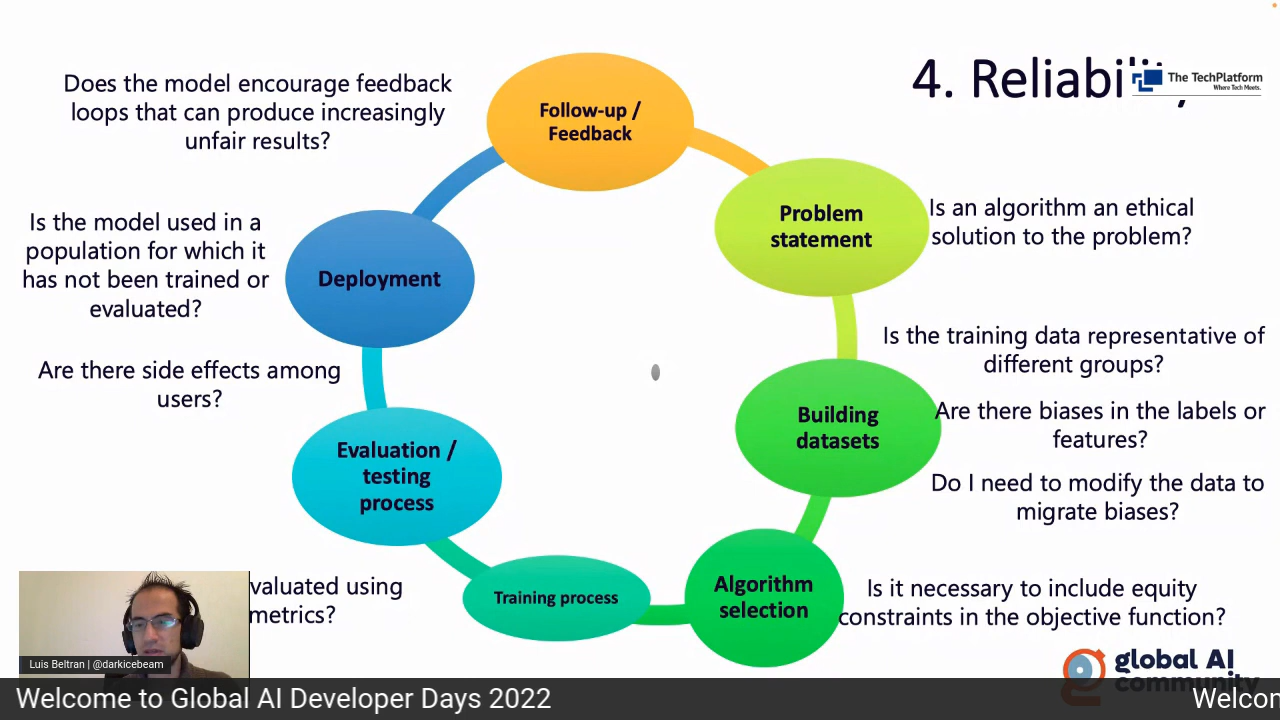 4. Reliabili
The TechPlatform
Where Tech Meets.
Does the model encourage feedback
loops that can produce increasingly
unfair results?
Follow-up /
Feedback
Problem
statement
Is an algorithm an ethical
solution to the problem?
Is the model used in a
population for which it
has not been trained or
evaluated?
Deployment
Is the training data representative of
different groups?
Are there side effects among
users?
Building
datasets
Are there biases in the labels or
features?
Do I need to modify the data to
migrate biases?
Evaluation /
testing
process
Algorithm
selection
Is it necessary to include equity
constraints in the objective function?
Training process
valuated using
metrics?
Luis Beltran | @darkicebeam
global AI
community
Welcome to Global AI Developer Days 2022
Welcon